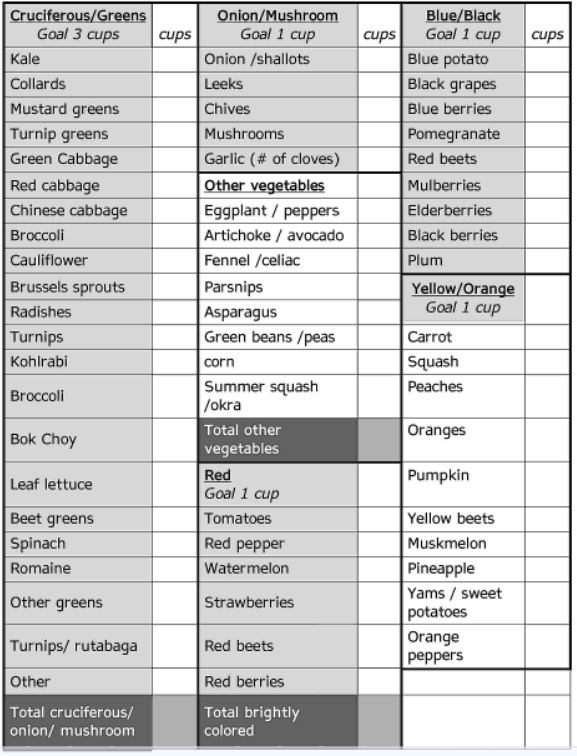 Cruciferous/Greens
Goal 3 cups
cups
Kale
Collards
Mustard greens
Turnip greens
Green Cabbage
Red cabbage
Chinese cabbage
Broccoli
Cauliflower
Brussels sprouts
Radishes
Turnips
Kohlrabi
Broccoli
Bok Choy
Leaf lettuce
Beet greens
Spinach
Romaine
Other greens
Turnips/ rutabaga
Other
Total cruciferous/
onion/ mushroom
Onion/Mushroom
Goal 1 cup
cups
Onion /shallots
Leeks
Chives
Mushrooms
Garlic (# of cloves)
Other vegetables
Eggplant / peppers
Artichoke / avocado
Fennel /celiac
Parsnips
Asparagus
Green beans /peas
corn
Summer squash
/okra
Total other
vegetables
Red
Goal 1 cup
Tomatoes
Red pepper
Watermelon
Strawberries
Red beets
Red berries
Total brightly
colored
Blue/Black
Goal 1 cup
cups
Blue potato
Black grapes
Blue berries
Pomegranate
Red beets
Mulberries
Elderberries
Black berries
Plum
Yellow/Orange
Goal 1 cup
Carrot
Squash
Peaches
Oranges
Pumpkin
Yellow beets
Muskmelon
Pineapple
Yams / sweet
potatoes
Orange
peppers